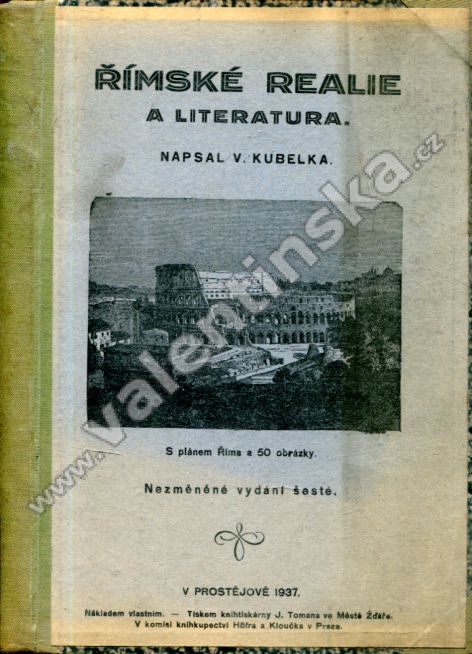 ŘÍMSKÉ REALIE
A LITERATURA.
NAPSAL V. KUBELKA.
www.valentinska.cz
S plánem Říma a 50 obrázky.
Nezměněné vydání šesté.
V PROSTĚJOVĚ 1937.
Nákladem vlastním. — Tiskem knihtiskárny J. Tomana ve Městě Žďáře.
V komisi knihkupectví Höfra a Kloučka v Praze.